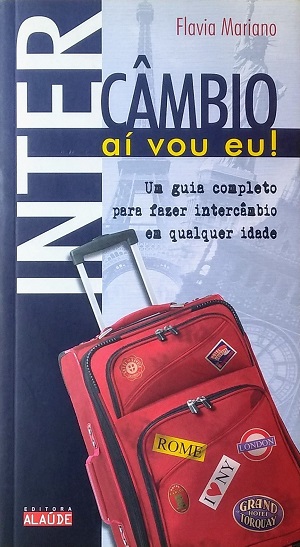 Flavia Mariano
INTER
CÂMBIO
aí vou eu!
Um guia completo
para fazer intercâmbio
em qualquer idade
ROME
LONDON
I ♥ NY
GRAND
HOTEL
TORQUAY
EDITORA
ALAÚDE